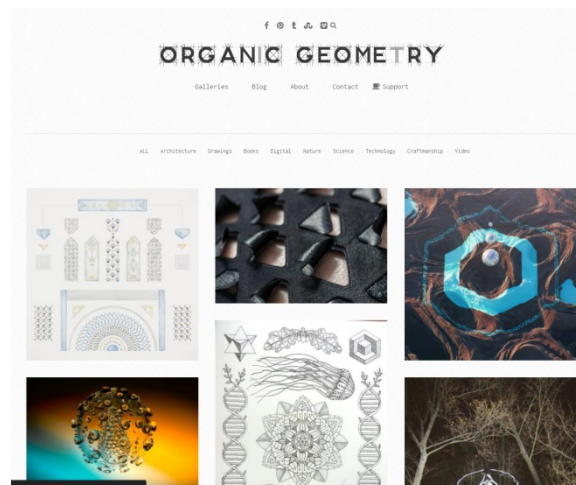 ORGANIC GEOMETRY
Galleries Blog About Contact Support
ALL Architecture Drawings Books Digital Nature Science Technology Craftmanship Video